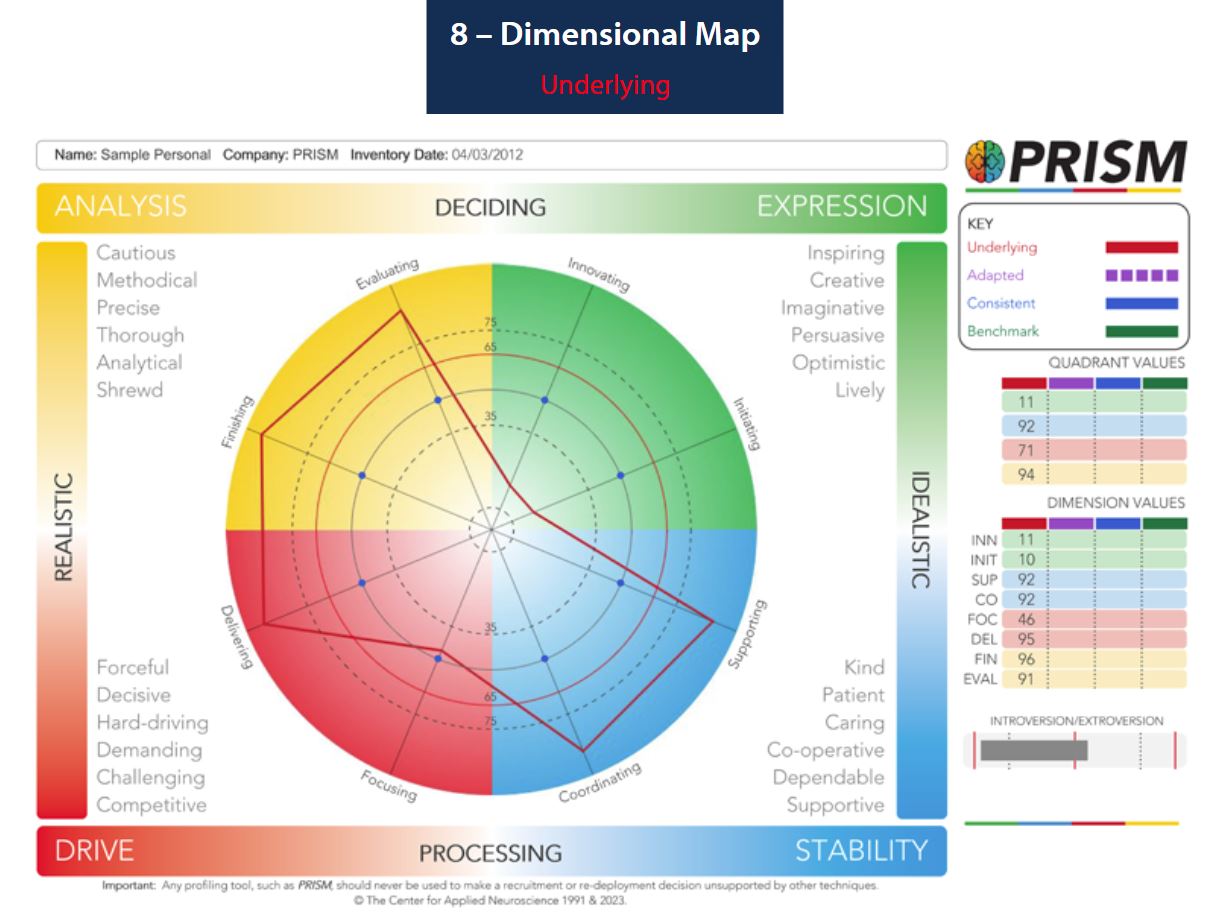 8 – Dimensional Map
Underlying
Name: Sample Personal Company: PRISM Inventory Date: 04/03/2012
PRISM
ANALYSIS DECIDING EXPRESSION
KEY
Underlying
Adapted
Consistent
Benchmark
Cautious
Methodical
Precise
Thorough
Analytical
Shrewd
Inspiring
Creative
Imaginative
Persuasive
Optimistic
Lively
REALISTIC
IDEALISTIC
Evaluating
Innovating
Initiating
Supporting
Coordinating
Focusing
Delivering
Finishing
75
65
35
35
65
75
Forceful
Decisive
Hard-driving
Demanding
Challenging
Competitive
Kind
Patient
Caring
Co-operative
Dependable
Supportive
QUADRANT VALUES
11
92
71
94
DIMENSION VALUES
INN 11
INIT 10
SUP 92
CO 92
FOC 46
DEL 95
FIN 96
EVAL 91
INTROVERSION/EXTROVERSION
DRIVE PROCESSING STABILITY
Important: Any profiling tool, such as PRISM, should never be used to make a recruitment or re-deployment decision unsupported by other techniques.
© The Center for Applied Neuroscience 1991 & 2023.